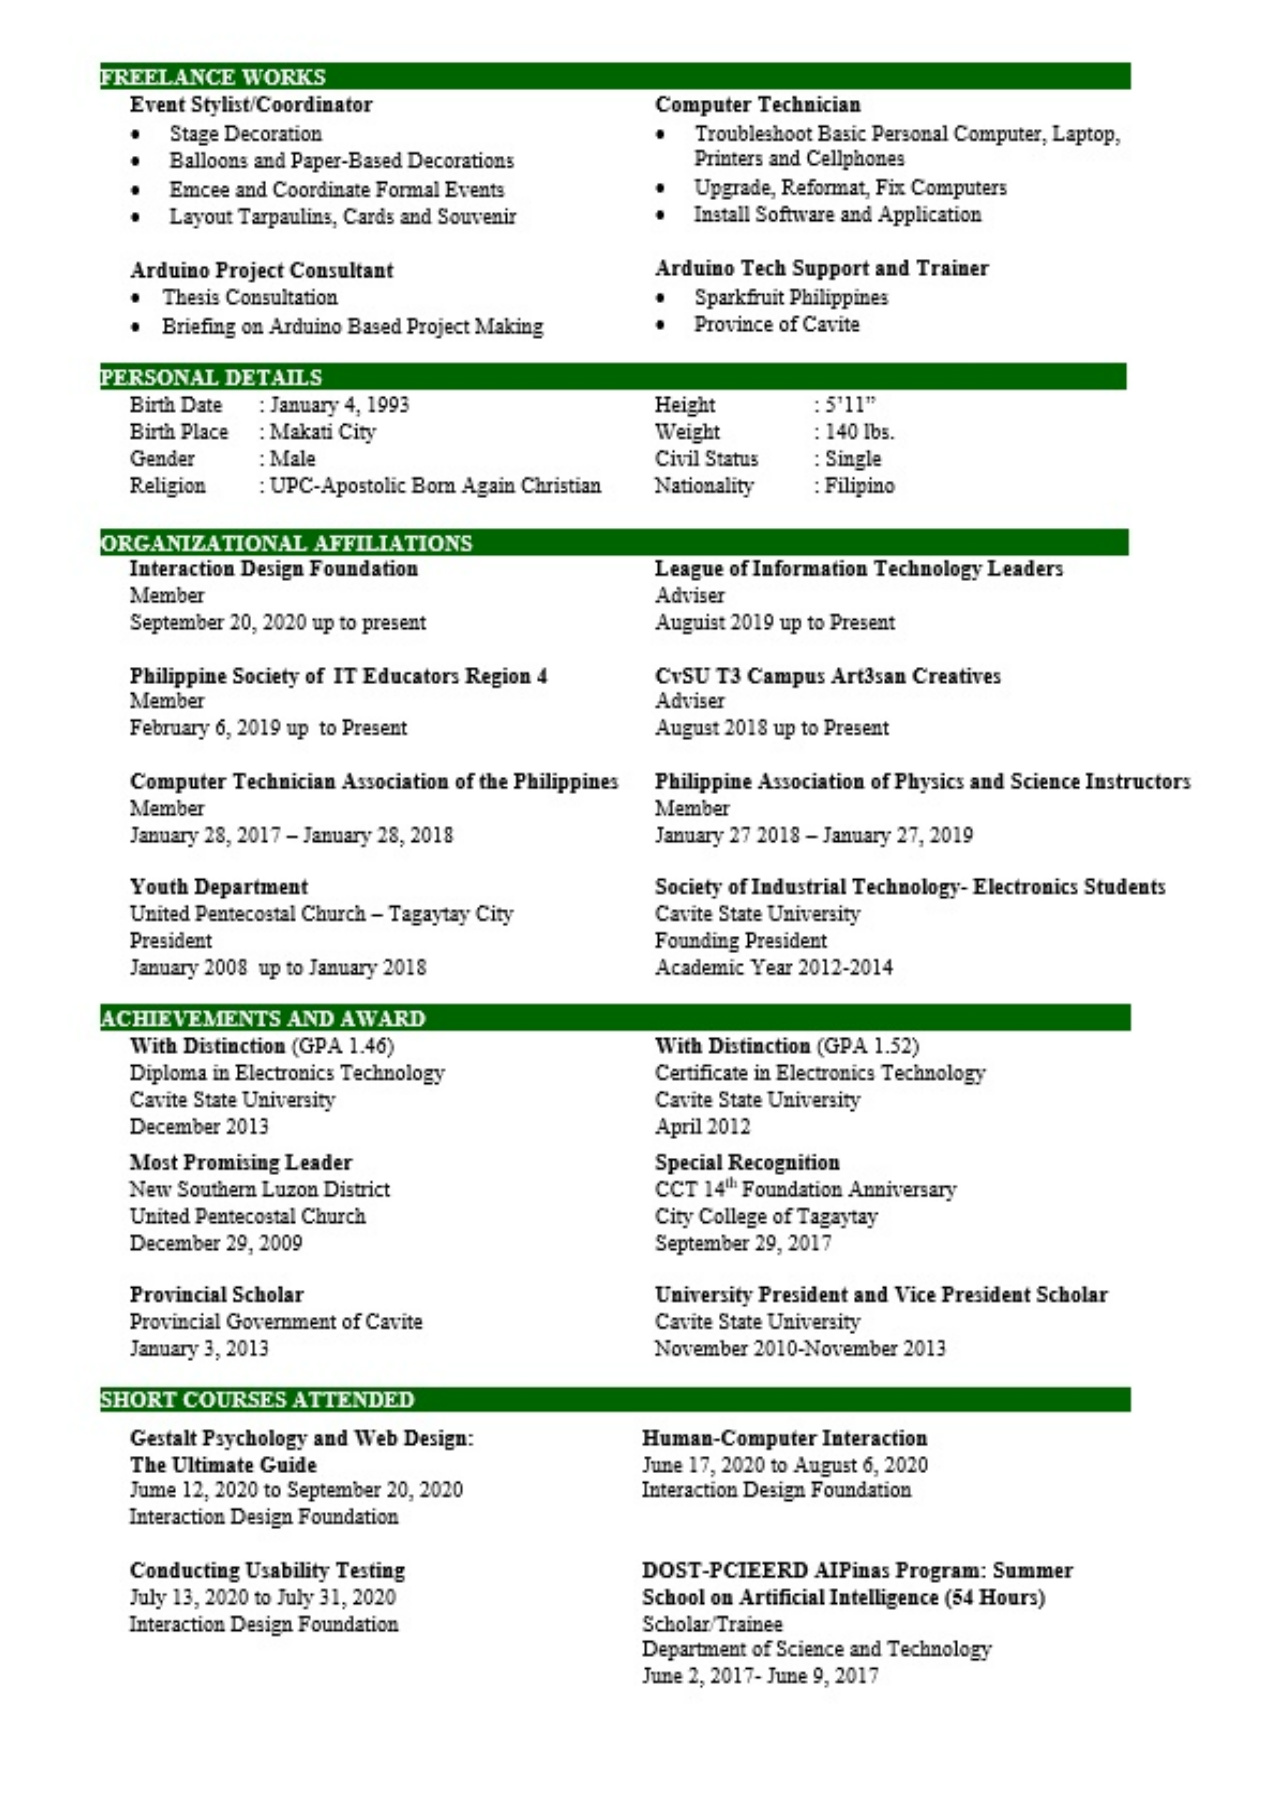 FREELANCE WORKS
Event Stylist/Coordinator
• Stage Decoration
• Balloons and Paper-Based Decorations
• Emcee and Coordinate Formal Events
• Layout Tarpaulins, Cards and Souvenir
Computer Technician
• Troubleshoot Basic Personal Computer, Laptop,
Printers and Cellphones
• Upgrade, Reformat, Fix Computers
• Install Software and Application
Arduino Project Consultant
• Thesis Consultation
• Briefing on Arduino Based Project Making
Arduino Tech Support and Trainer
• Sparkfruit Philippines
• Province of Cavite
PERSONAL DETAILS
Birth Date : January 4, 1993
Birth Place : Makati City
Gender : Male
Religion : UPC-Apostolic Born Again Christian
Height : 5’11”
Weight : 140 lbs.
Civil Status : Single
Nationality : Filipino
ORGANIZATIONAL AFFILIATIONS
Interaction Design Foundation
Member
September 20, 2020 up to present
League of Information Technology Leaders
Adviser
Auguist 2019 up to Present
Philippine Society of IT Educators Region 4
Member
February 6, 2019 up to Present
CvSU T3 Campus Art3san Creatives
Adviser
August 2018 up to Present
Computer Technician Association of the Philippines
Member
January 28, 2017 – January 28, 2018
Philippine Association of Physics and Science Instructors
Member
January 27 2018 – January 27, 2019
Youth Department
United Pentecostal Church – Tagaytay City
President
January 2008 up to January 2018
Society of Industrial Technology- Electronics Students
Cavite State University
Founding President
Academic Year 2012-2014
ACHIEVEMENTS AND AWARD
With Distinction (GPA 1.46)
Diploma in Electronics Technology
Cavite State University
December 2013
With Distinction (GPA 1.52)
Certificate in Electronics Technology
Cavite State University
April 2012
Most Promising Leader
New Southern Luzon District
United Pentecostal Church
December 29, 2009
Special Recognition
CCT 14th Foundation Anniversary
City College of Tagaytay
September 29, 2017
Provincial Scholar
Provincial Government of Cavite
January 3, 2013
University President and Vice President Scholar
Cavite State University
November 2010-November 2013
SHORT COURSES ATTENDED
Gestalt Psychology and Web Design:
The Ultimate Guide
Jume 12, 2020 to September 20, 2020
Interaction Design Foundation
Human-Computer Interaction
June 17, 2020 to August 6, 2020
Interaction Design Foundation
Conducting Usability Testing
July 13, 2020 to July 31, 2020
Interaction Design Foundation
DOST-PCIEERD AIPinas Program: Summer
School on Artificial Intelligence (54 Hours)
Scholar/Trainee
Department of Science and Technology
June 2, 2017- June 9, 2017